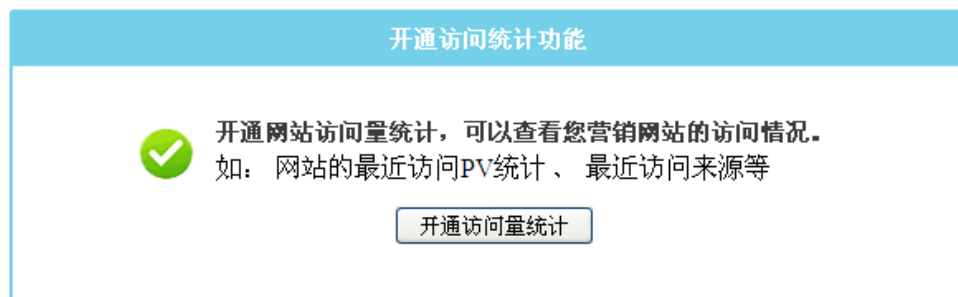 开通访问统计功能
开通网站访问量统计，可以查看您营销网站的访问情况。
如： 网站的最近访问PV统计 、 最近访问来源等
开通访问量统计